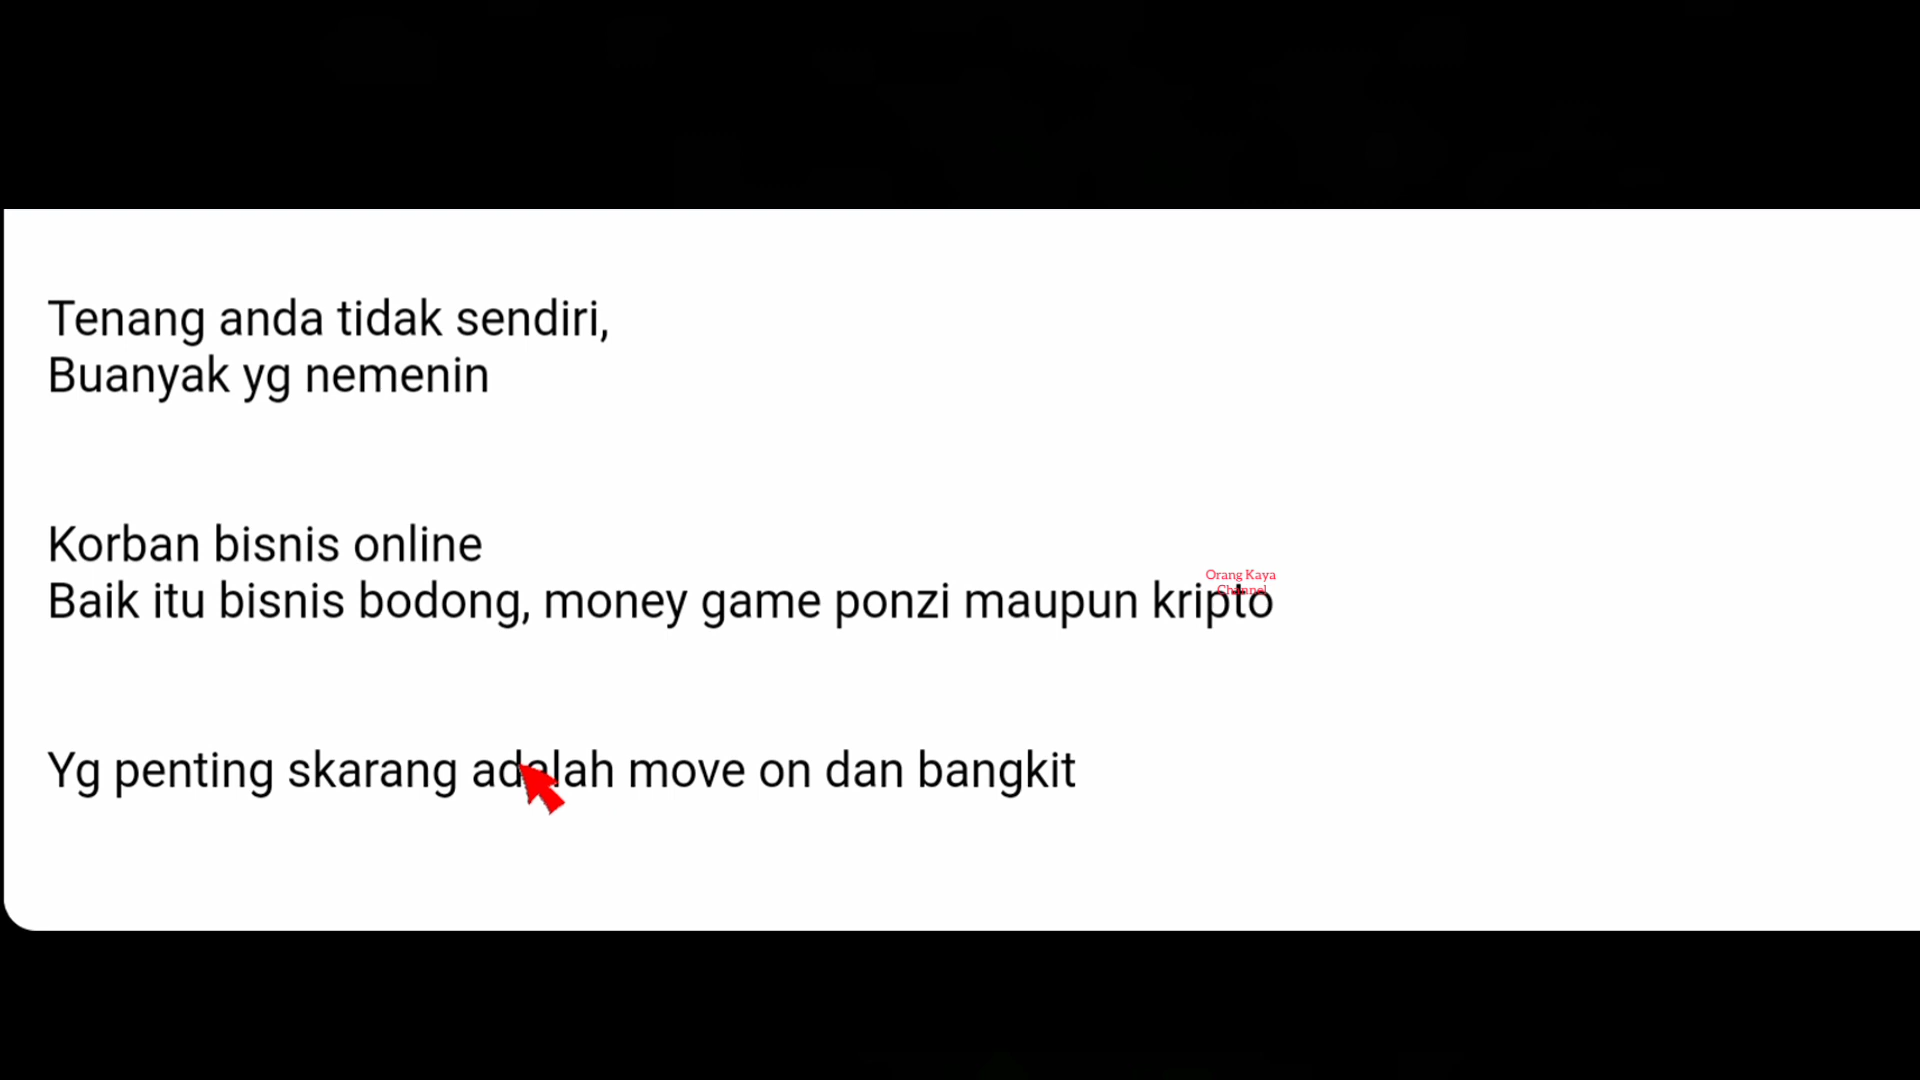 Tenang anda tidak sendiri,
Buanyak yg nemenin
Korban bisnis online
Baik itu bisnis bodong, money game ponzi maupun kripto
Orang Kaya
Channel
Yg penting skarang adalah move on dan bangkit